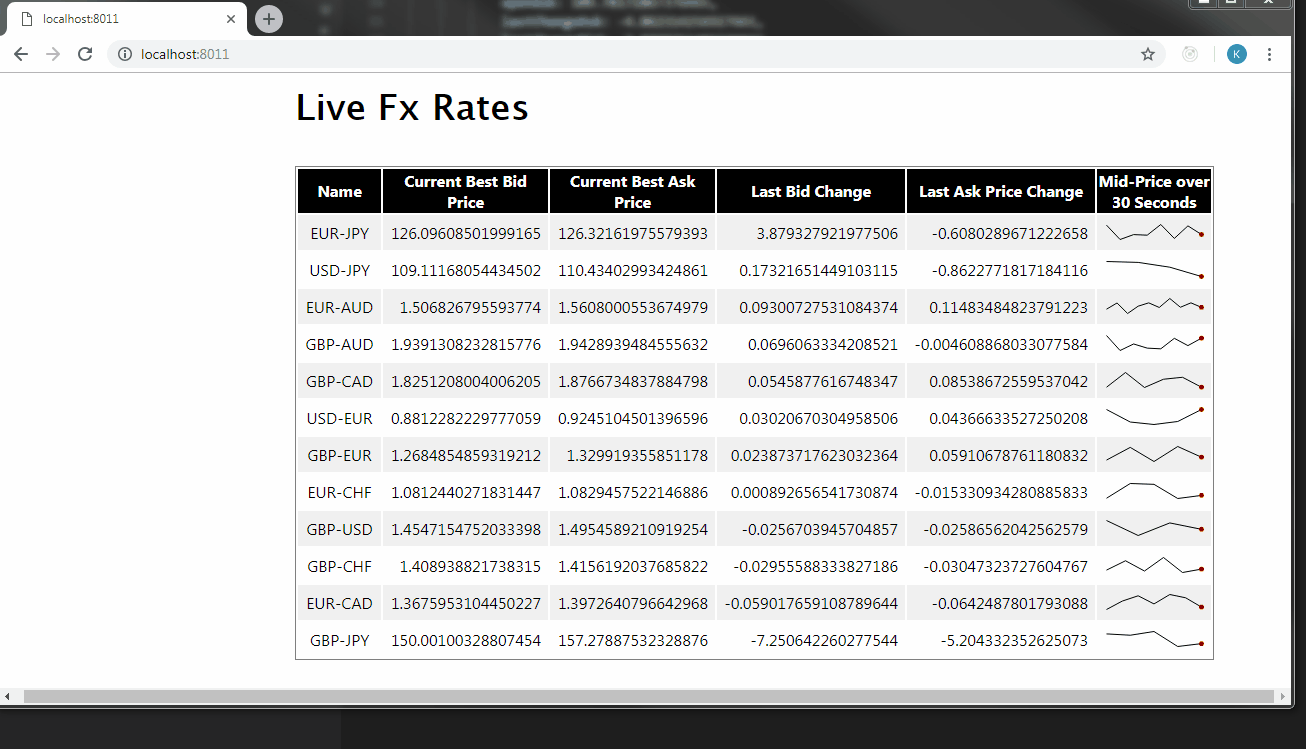 localhost:8011
localhost:8011
K
Live Fx Rates
Name Current Best Bid Price Current Best Ask Price Last Bid Change Last Ask Price Change Mid-Price over 30 Seconds
EUR-JPY 126.09608501999165 126.32161975579393 3.879327921977506 -0.6080289671222658
USD-JPY 109.11168054434502 110.43402993424861 0.17321651449103115 -0.8622771817184116
EUR-AUD 1.506826795593774 1.5608000553674979 0.09300727531084374 0.11483484823791223
GBP-AUD 1.9391308232815776 1.9428939484555632 0.0696063334208521 -0.004608868033077584
GBP-CAD 1.8251208004006205 1.8766734837884798 0.0545877616748347 0.08538672559537042
USD-EUR 0.8812282229777059 0.9245104501396596 0.03020670304958506 0.04366633527250208
GBP-EUR 1.2684854859319212 1.329919355851178 0.023873717623032364 0.05910678761180832
EUR-CHF 1.0812440271831447 1.0829457522146886 0.000892656541730874 -0.015330934280885833
GBP-USD 1.4547154752033398 1.4954589210919254 -0.0256703945704857 -0.02586562042562579
GBP-CHF 1.408938821738315 1.4156192037685822 -0.02955588333827186 -0.03047323727604767
EUR-CAD 1.3675953104450227 1.3972640796642968 -0.059017659108789644 -0.0642487801793088
GBP-JPY 150.00100328807454 157.27887532328876 -7.250642260277544 -5.204332352625073